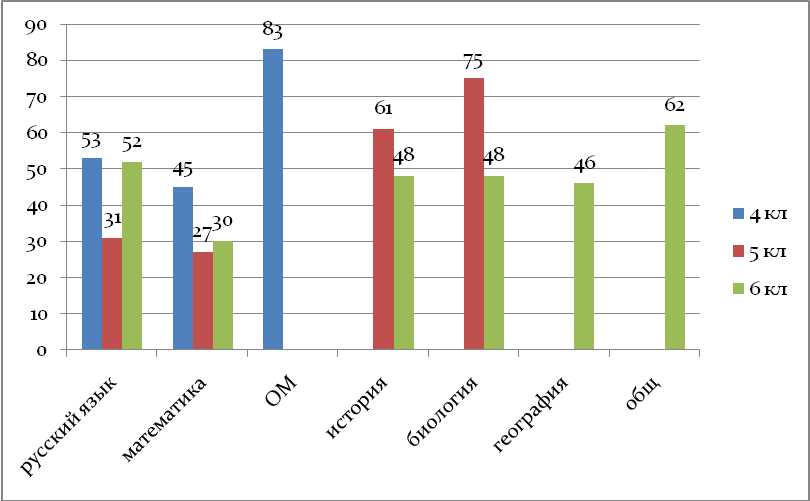 90
80
70
60
50
40
30
20
10
0
53
31
52
45
27
30
83
61
48
75
48
46
62
русский язык
математика
ОМ
история
биология
география
общ
4 кл
5 кл
6 кл